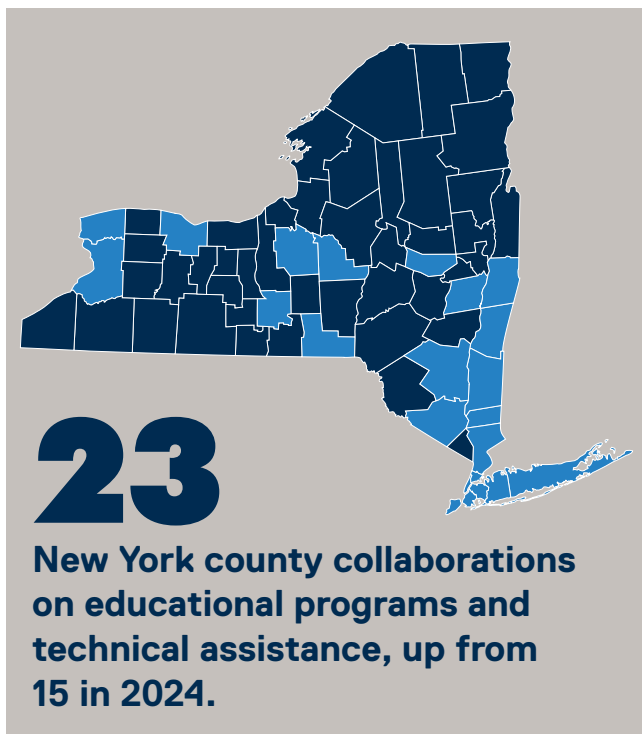 23
New York county collaborations
on educational programs and
technical assistance, up from
15 in 2024.